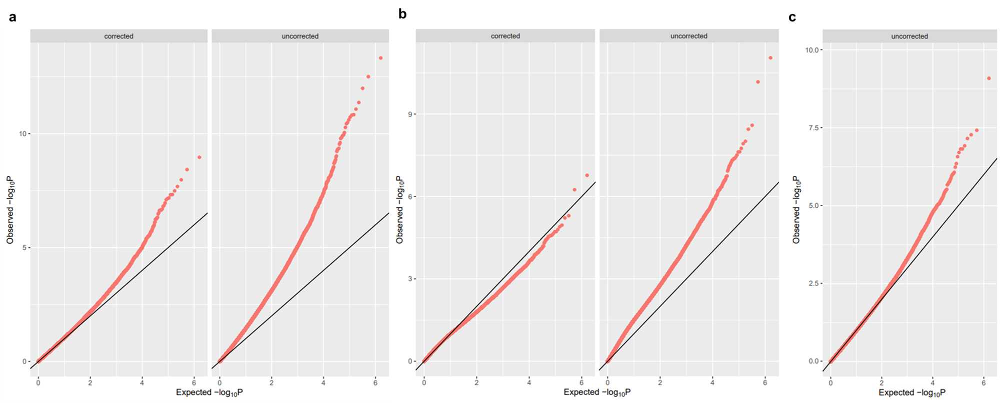 a
corrected
uncorrected
10
5
0
0 2 4 6
0 2 4 6
Observed −log10P
Expected −log10P
b
corrected
uncorrected
9
6
3
0
0 2 4 6
0 2 4 6
Observed −log10P
Expected −log10P
c
uncorrected
10.0
7.5
5.0
2.5
0.0
0 2 4 6
Observed −log10P
Expected −log10P